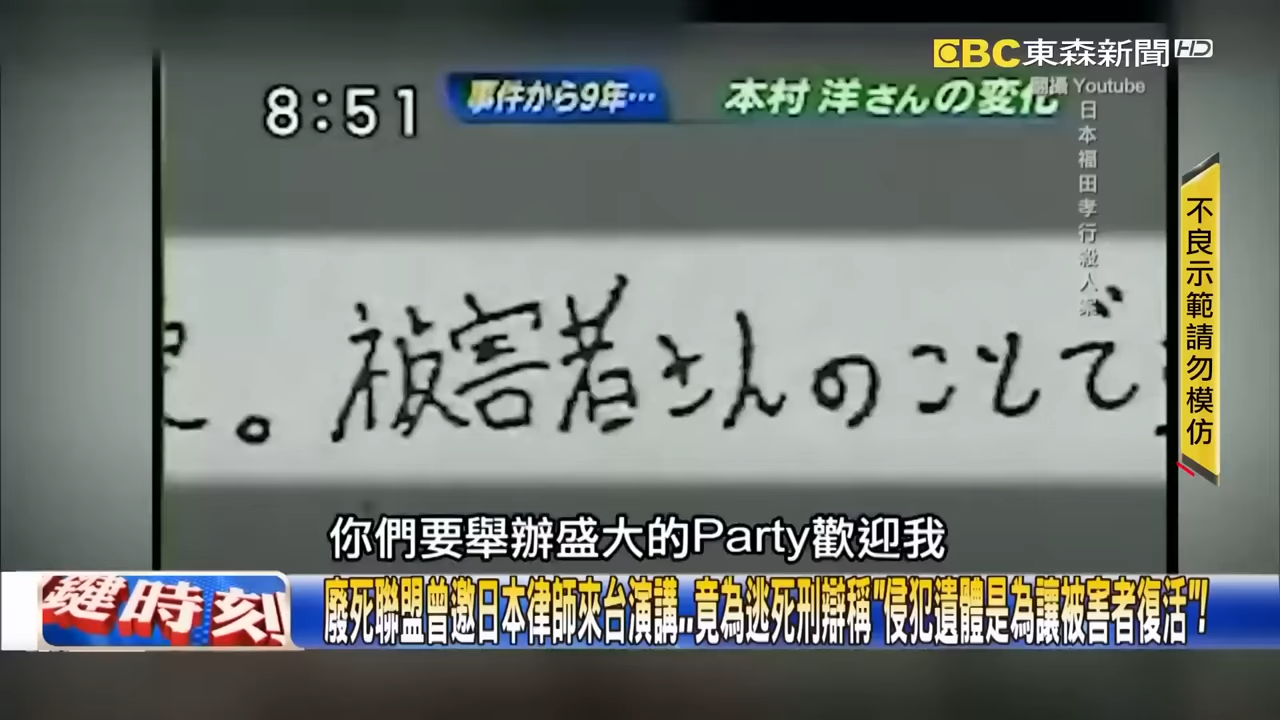 EBC東森新聞HD
翻攝 Youtube
日本福田孝行殺人案
8:51
事件から9年…
本村 洋さんの変化
不良示範請勿模仿
。被害者さんのことで
你們要舉辦盛大的Party歡迎我
鍵時刻
廢死聯盟曾邀日本律師來台演講..竟為逃死刑辯稱"侵犯遺體是為讓被害者復活"!